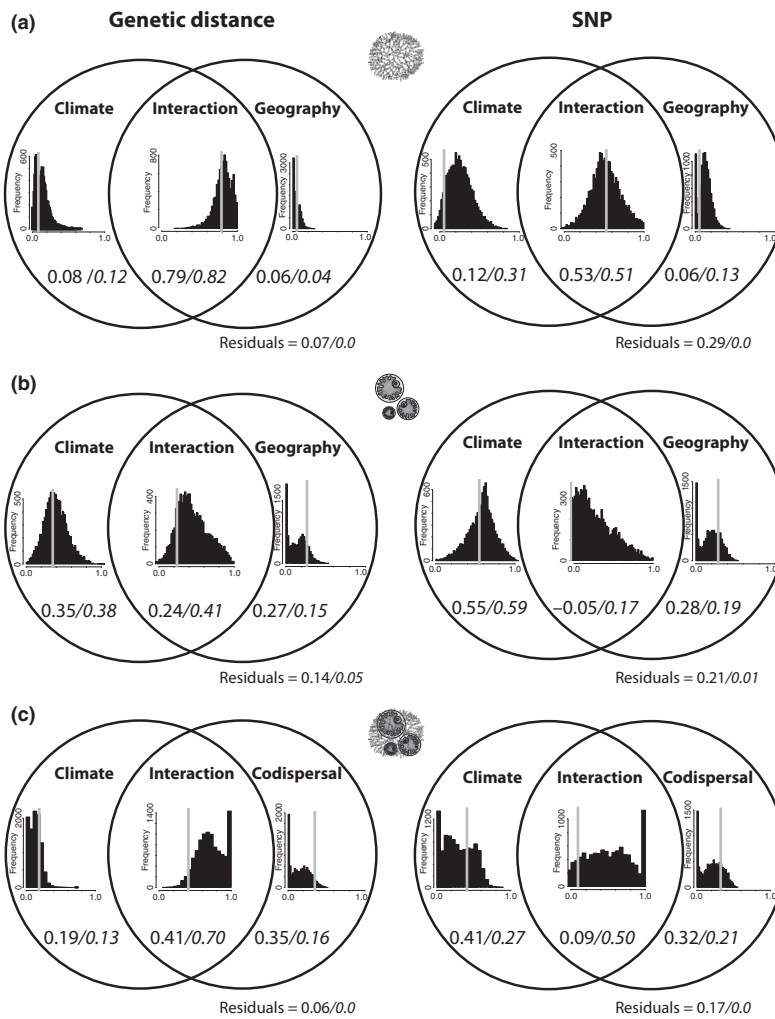 Genetic distance
SNP
(a)
Climate
Interaction
Geography
Frequency
0
600
0.0
1.0
Frequency
0
800
0.0
1.0
Frequency
0
3000
0.0
1.0
0.08 /0.12
0.79/0.82
0.06/0.04
Residuals = 0.07/0.0
Climate
Interaction
Geography
Frequency
0
500
0.0
1.0
Frequency
0
500
0.0
1.0
Frequency
0
1000
0.0
1.0
0.12/0.31
0.53/0.51
0.06/0.13
Residuals = 0.29/0.0
(b)
Climate
Interaction
Geography
Frequency
0
500
0.0
1.0
Frequency
0
400
0.0
1.0
Frequency
0
1500
0.0
1.0
0.35/0.38
0.24/0.41
0.27/0.15
Residuals = 0.14/0.05
Climate
Interaction
Geography
Frequency
0
600
0.0
1.0
Frequency
0
300
0.0
1.0
Frequency
0
1500
0.0
1.0
0.55/0.59
−0.05/0.17
0.28/0.19
Residuals = 0.21/0.01
(c)
Climate
Interaction
Codispersal
Frequency
0
2000
0.0
1.0
Frequency
0
1400
0.0
1.0
Frequency
0
2000
0.0
1.0
0.19/0.13
0.41/0.70
0.35/0.16
Residuals = 0.06/0.0
Climate
Interaction
Codispersal
Frequency
0
1200
0.0
1.0
Frequency
0
1000
0.0
1.0
Frequency
0
1500
0.0
1.0
0.41/0.27
0.09/0.50
0.32/0.21
Residuals = 0.17/0.0